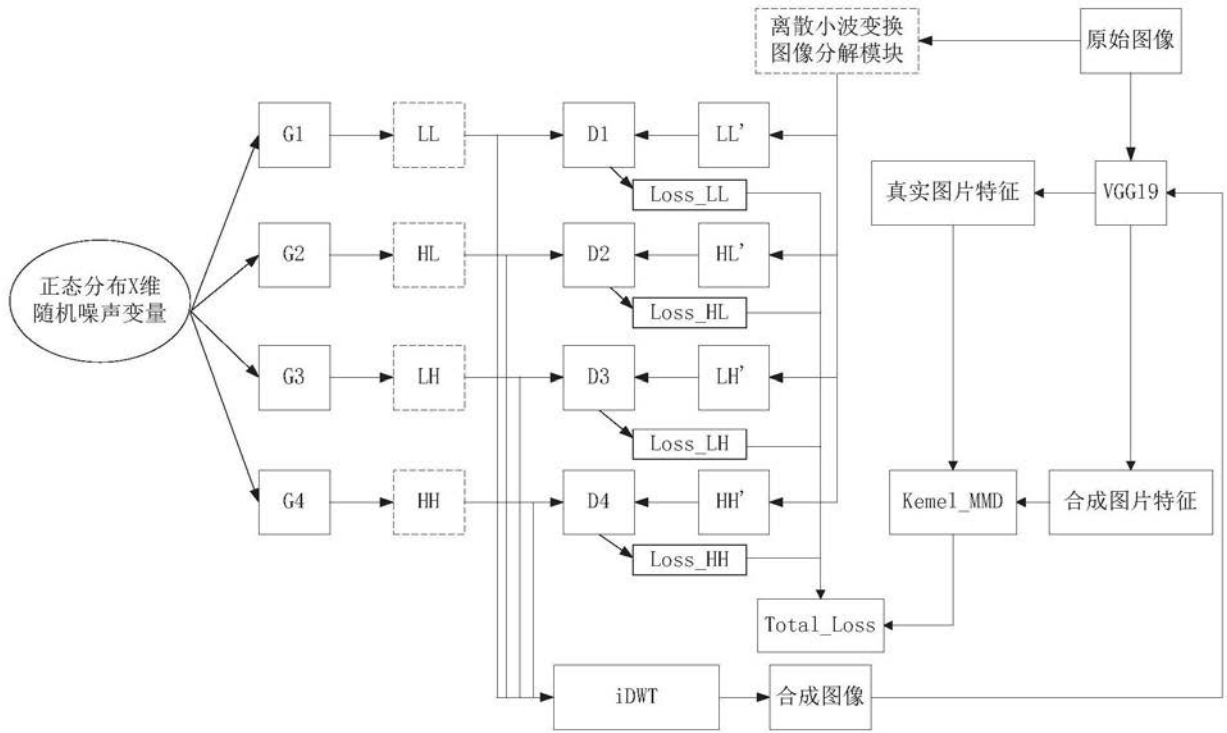 离散小波变换
图像分解模块
原始图像
G1
LL
D1
LL'
Loss_LL
真实图片特征
VGG19
G2
HL
D2
HL'
正态分布X维
随机噪声变量
Loss_HL
G3
LH
D3
LH'
Loss_LH
G4
HH
D4
HH'
Kemel_MMD
合成图片特征
Loss_HH
Total_Loss
iDWT
合成图像